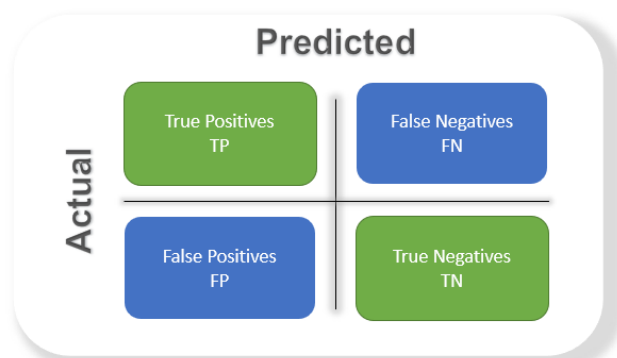 Predicted
Actual
True Positives
TP
False Negatives
FN
False Positives
FP
True Negatives
TN